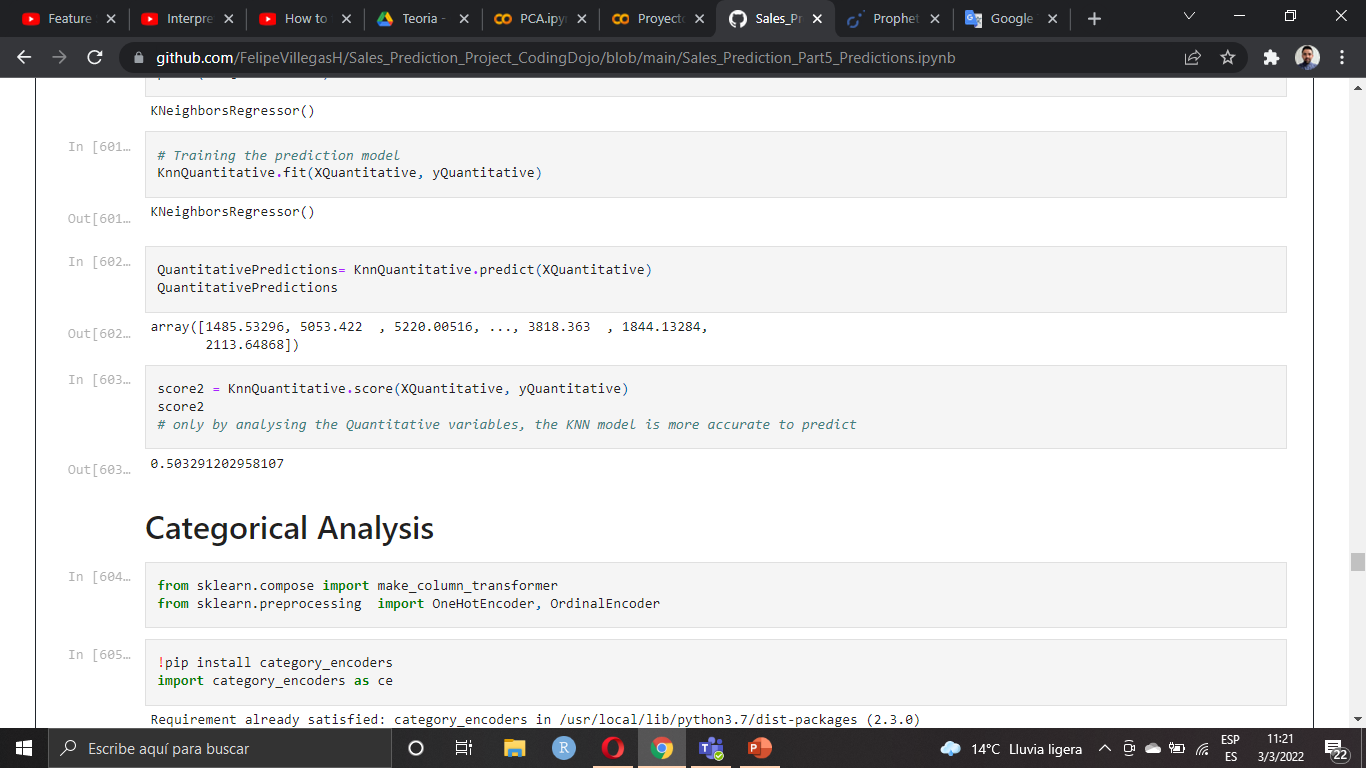 Feature
Interpre
How to
Teoria -
PCA.ipy
Proyecto
Sales_Pr
Prophet
Google
github.com/FelipeVillegasH/Sales_Prediction_Project_CodingDojo/blob/main/Sales_Prediction_Part5_Predictions.ipynb
KNeighborsRegressor()
In [601…
# Training the prediction model
KnnQuantitative.fit(XQuantitative, yQuantitative)
Out[601…
KNeighborsRegressor()
In [602…
QuantitativePredictions= KnnQuantitative.predict(XQuantitative)
QuantitativePredictions
Out[602…
array([1485.53296, 5053.422  , 5220.00516, ..., 3818.363  , 1844.13284,
       2113.64868])
In [603…
score2 = KnnQuantitative.score(XQuantitative, yQuantitative)
score2
# only by analysing the Quantitative variables, the KNN model is more accurate to predict
Out[603…
0.503291202958107
Categorical Analysis
In [604…
from sklearn.compose import make_column_transformer
from sklearn.preprocessing  import OneHotEncoder, OrdinalEncoder
In [605…
!pip install category_encoders
import category_encoders as ce
Requirement already satisfied: category_encoders in /usr/local/lib/python3.7/dist-packages (2.3.0)
Escribe aquí para buscar
R
P
14°C Lluvia ligera
ESP
ES
11:21
3/3/2022
22